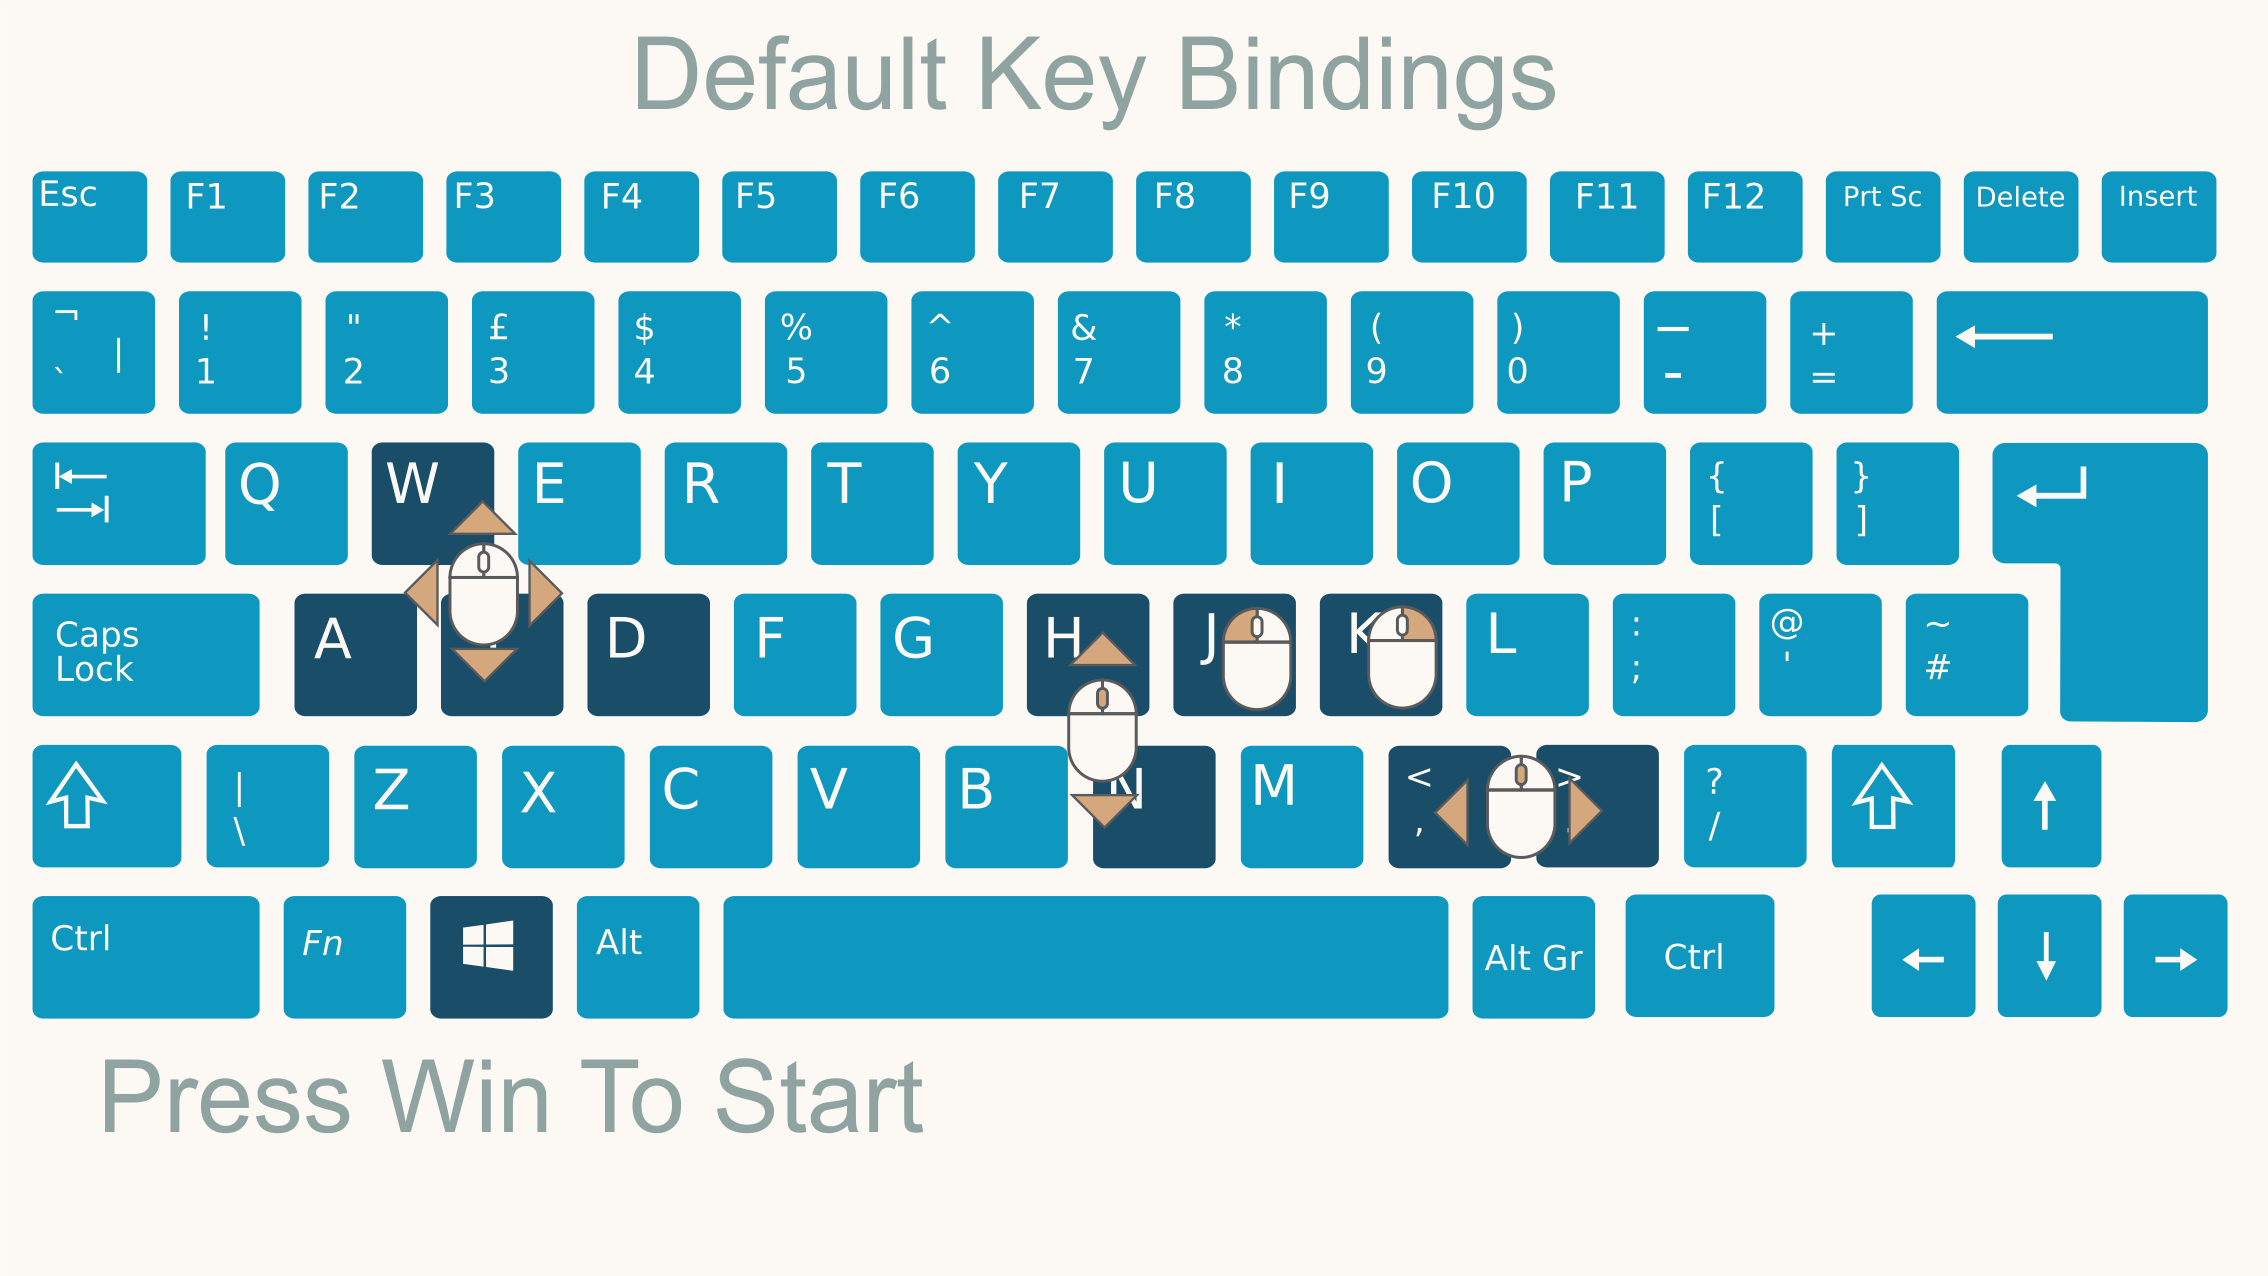 Default Key Bindings
Esc F1 F2 F3 F4 F5 F6 F7 F8 F9 F10 F11 F12 Prt Sc Delete Insert
¬ ! " £ $ % ^ & * ( ) — +
` | 1 2 3 4 5 6 7 8 9 0 - =
Q W E R T Y U I O P { }
[ ]
Caps A D F G H J K L : @ ~
Lock ; ' #
| Z X C V B N M < > ?
\ , /
Ctrl Fn Alt Alt Gr Ctrl
Press Win To Start